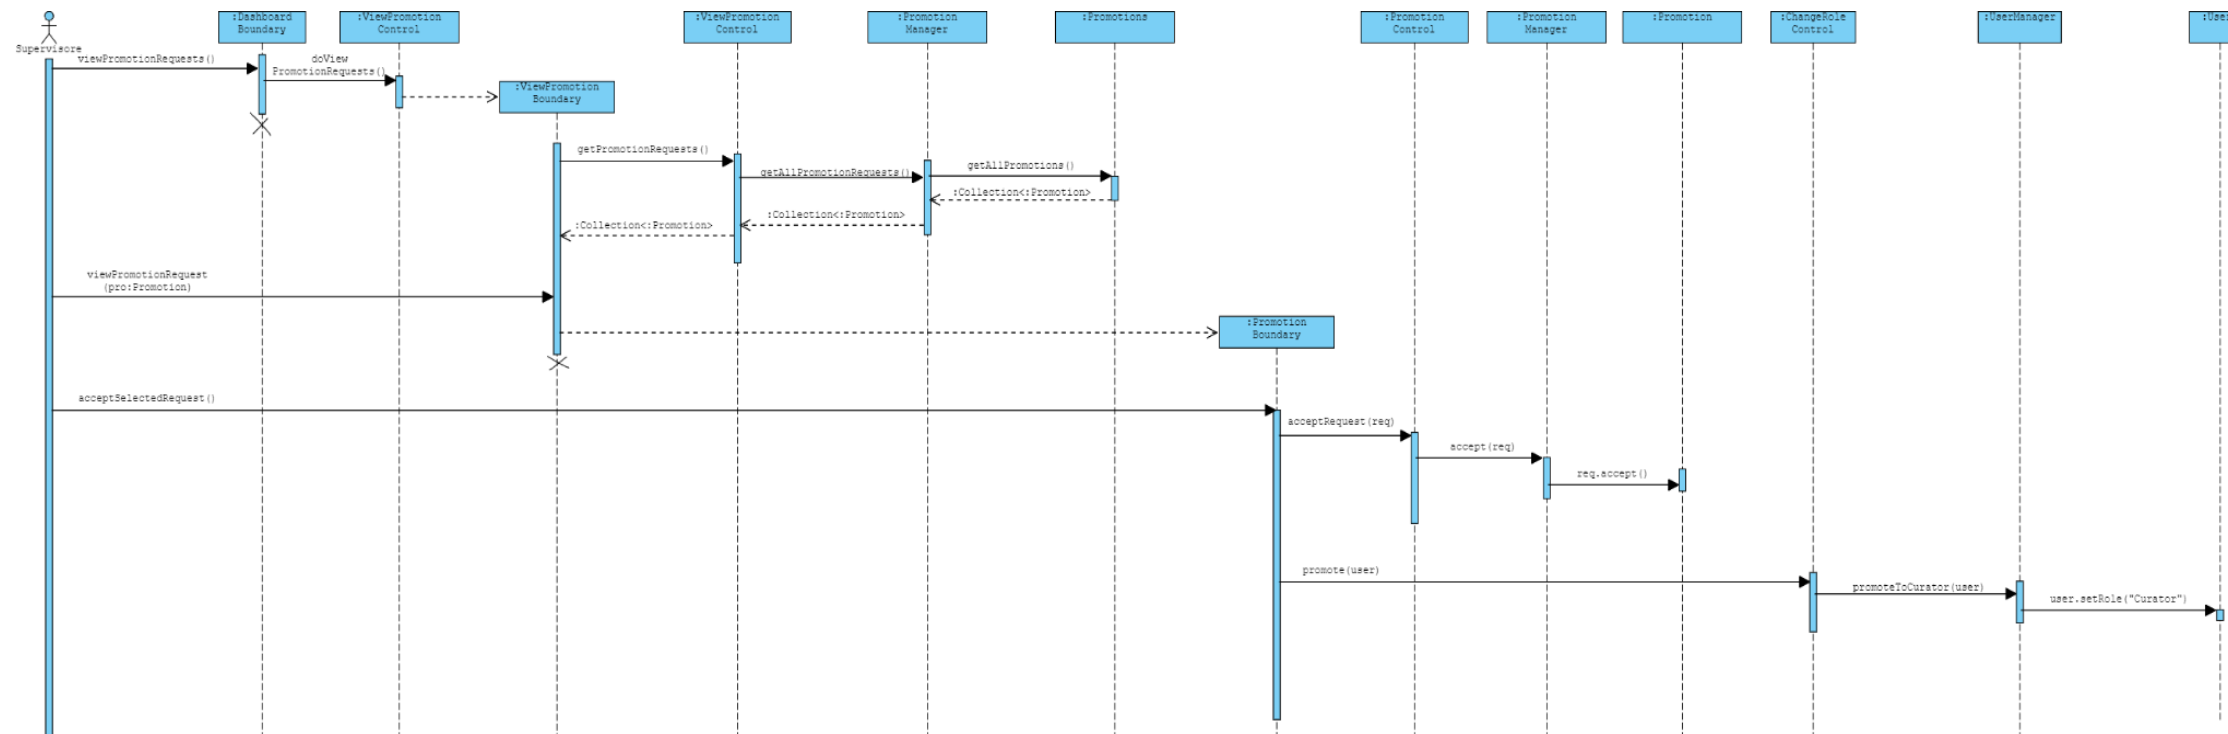 :Dashboard
Boundary
:ViewPromotion
Control
:ViewPromotion
Control
:Promotion
Manager
:Promotions
:Promotion
Control
:Promotion
Manager
:Promotion
:ChangeRole
Control
:UserManager
:User
Supervisore
viewPromotionRequests()
doView
PromotionRequests()
:ViewPromotion
Boundary
getPromotionRequests()
getAllPromotionRequests()
getAllPromotions()
:Collection<:Promotion>
:Collection<:Promotion>
:Collection<:Promotion>
viewPromotionRequest
(pro:Promotion)
:Promotion
Boundary
acceptSelectedRequest()
acceptRequest(req)
accept(req)
req.accept()
promote(user)
promoteToCurator(user)
user.setRole("Curator")